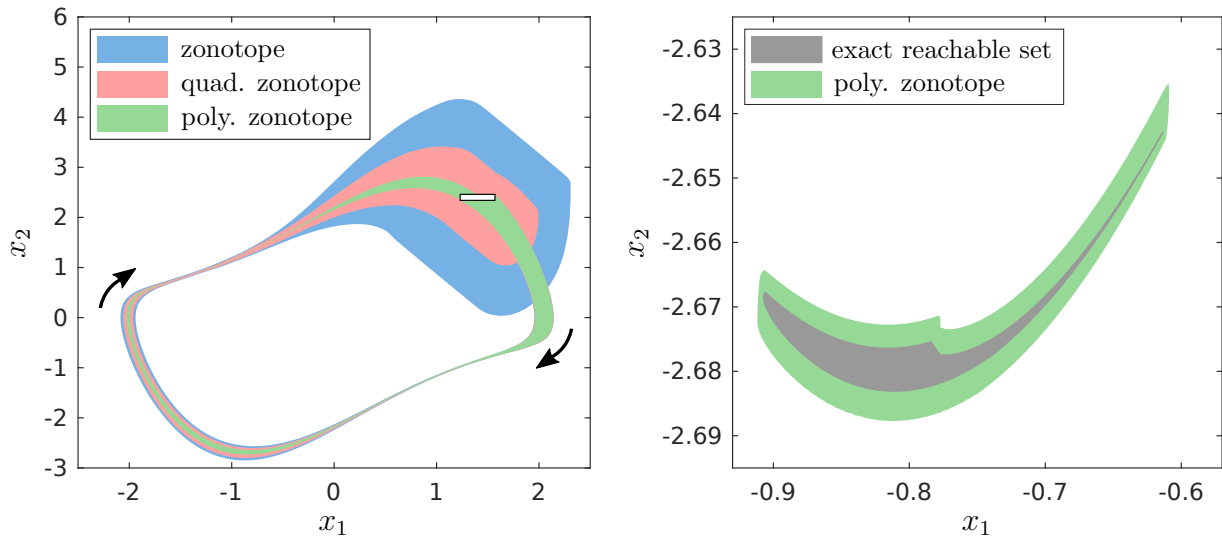 6
5
4
3
2
1
0
-1
-2
-3
x₂
zonotope
quad. zonotope
poly. zonotope
-2
-1
0
1
2
x₁
-2.63
-2.64
-2.65
-2.66
-2.67
-2.68
-2.69
x₂
exact reachable set
poly. zonotope
-0.9
-0.8
-0.7
-0.6
x₁